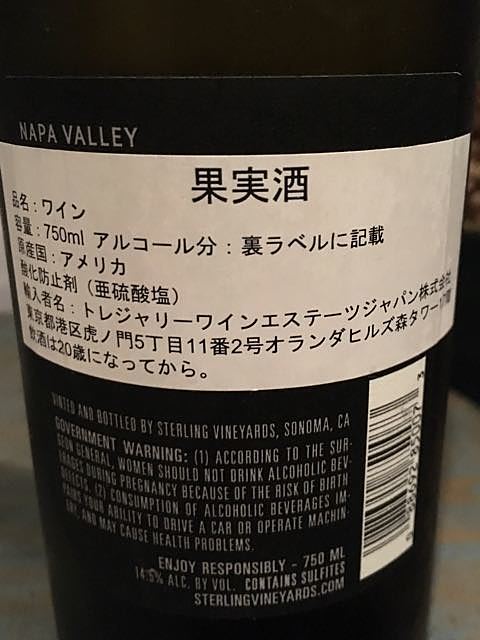 NAPA VALLEY
果実酒
品名：ワイン
容量：750ml アルコール分：裏ラベルに記載
原産国：アメリカ
酸化防止剤（亜硫酸塩）
輸入者名：トレジャリーワインエステーツジャパン株式会社
東京都港区虎ノ門5丁目11番2号オランダヒルズ森タワー
飲酒は20歳になってから。
VINTED AND BOTTLED BY STERLING VINEYARDS, SONOMA, CA
GOVERNMENT WARNING: (1) ACCORDING TO THE SUR-
GEON GENERAL, WOMEN SHOULD NOT DRINK ALCOHOLIC BEV-
ERAGES DURING PREGNANCY BECAUSE OF THE RISK OF BIRTH
DEFECTS. (2) CONSUMPTION OF ALCOHOLIC BEVERAGES IM-
PAIRS YOUR ABILITY TO DRIVE A CAR OR OPERATE MACHIN-
ERY, AND MAY CAUSE HEALTH PROBLEMS.
ENJOY RESPONSIBLY - 750 ML
14.5% ALC. BY VOL. CONTAINS SULFITES
STERLINGVINEYARDS.COM